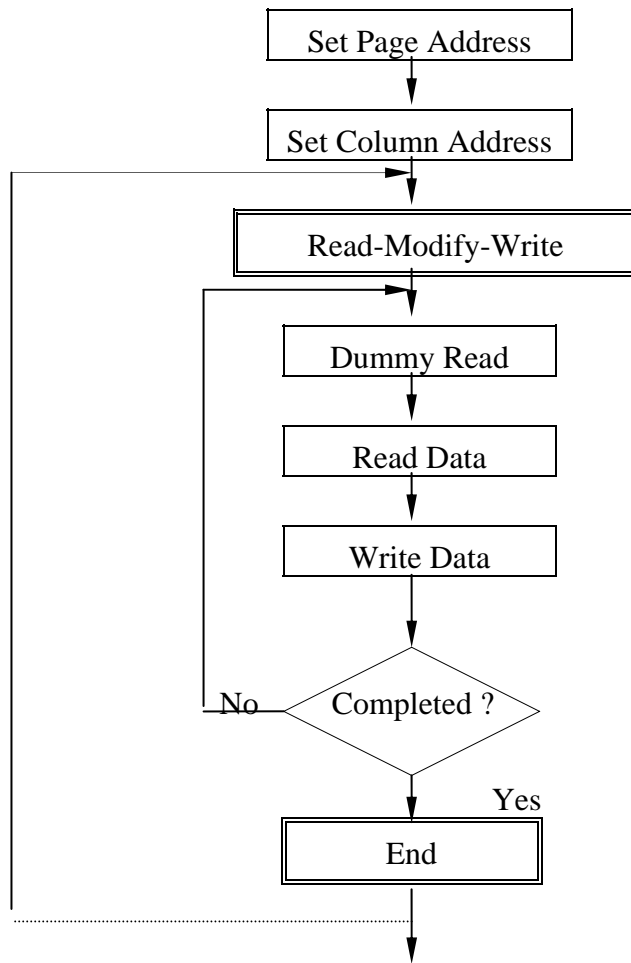 Set Page Address
Set Column Address
Read-Modify-Write
Dummy Read
Read Data
Write Data
Completed ?
No
Yes
End